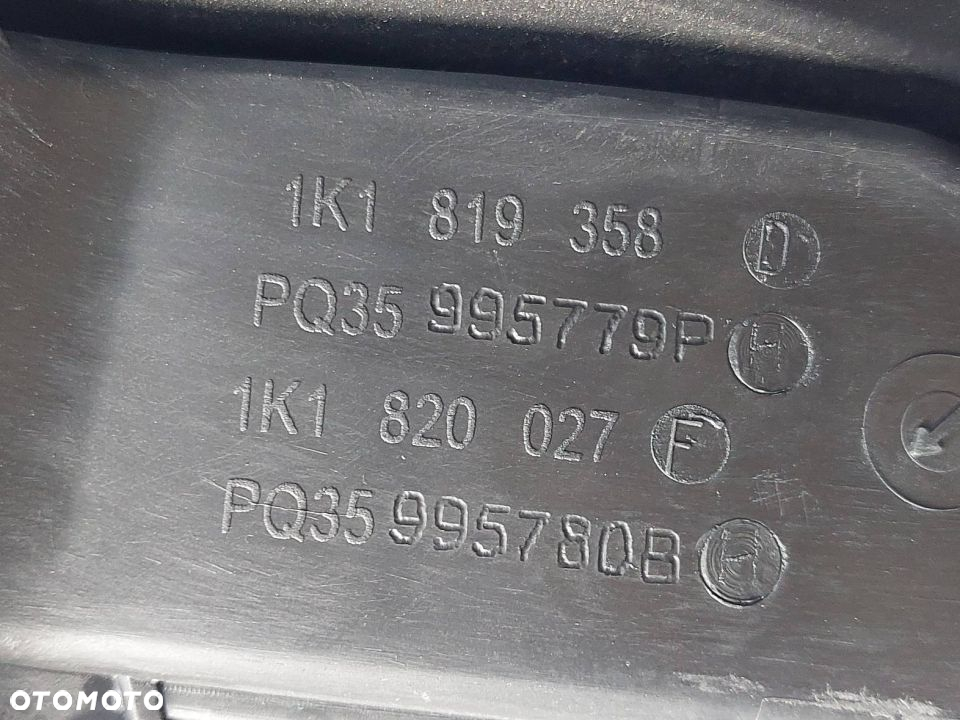 1K1 819 358 D
PQ35 995779P H
1K1 820 027 F
PQ35 995780B H
OTOMOTO